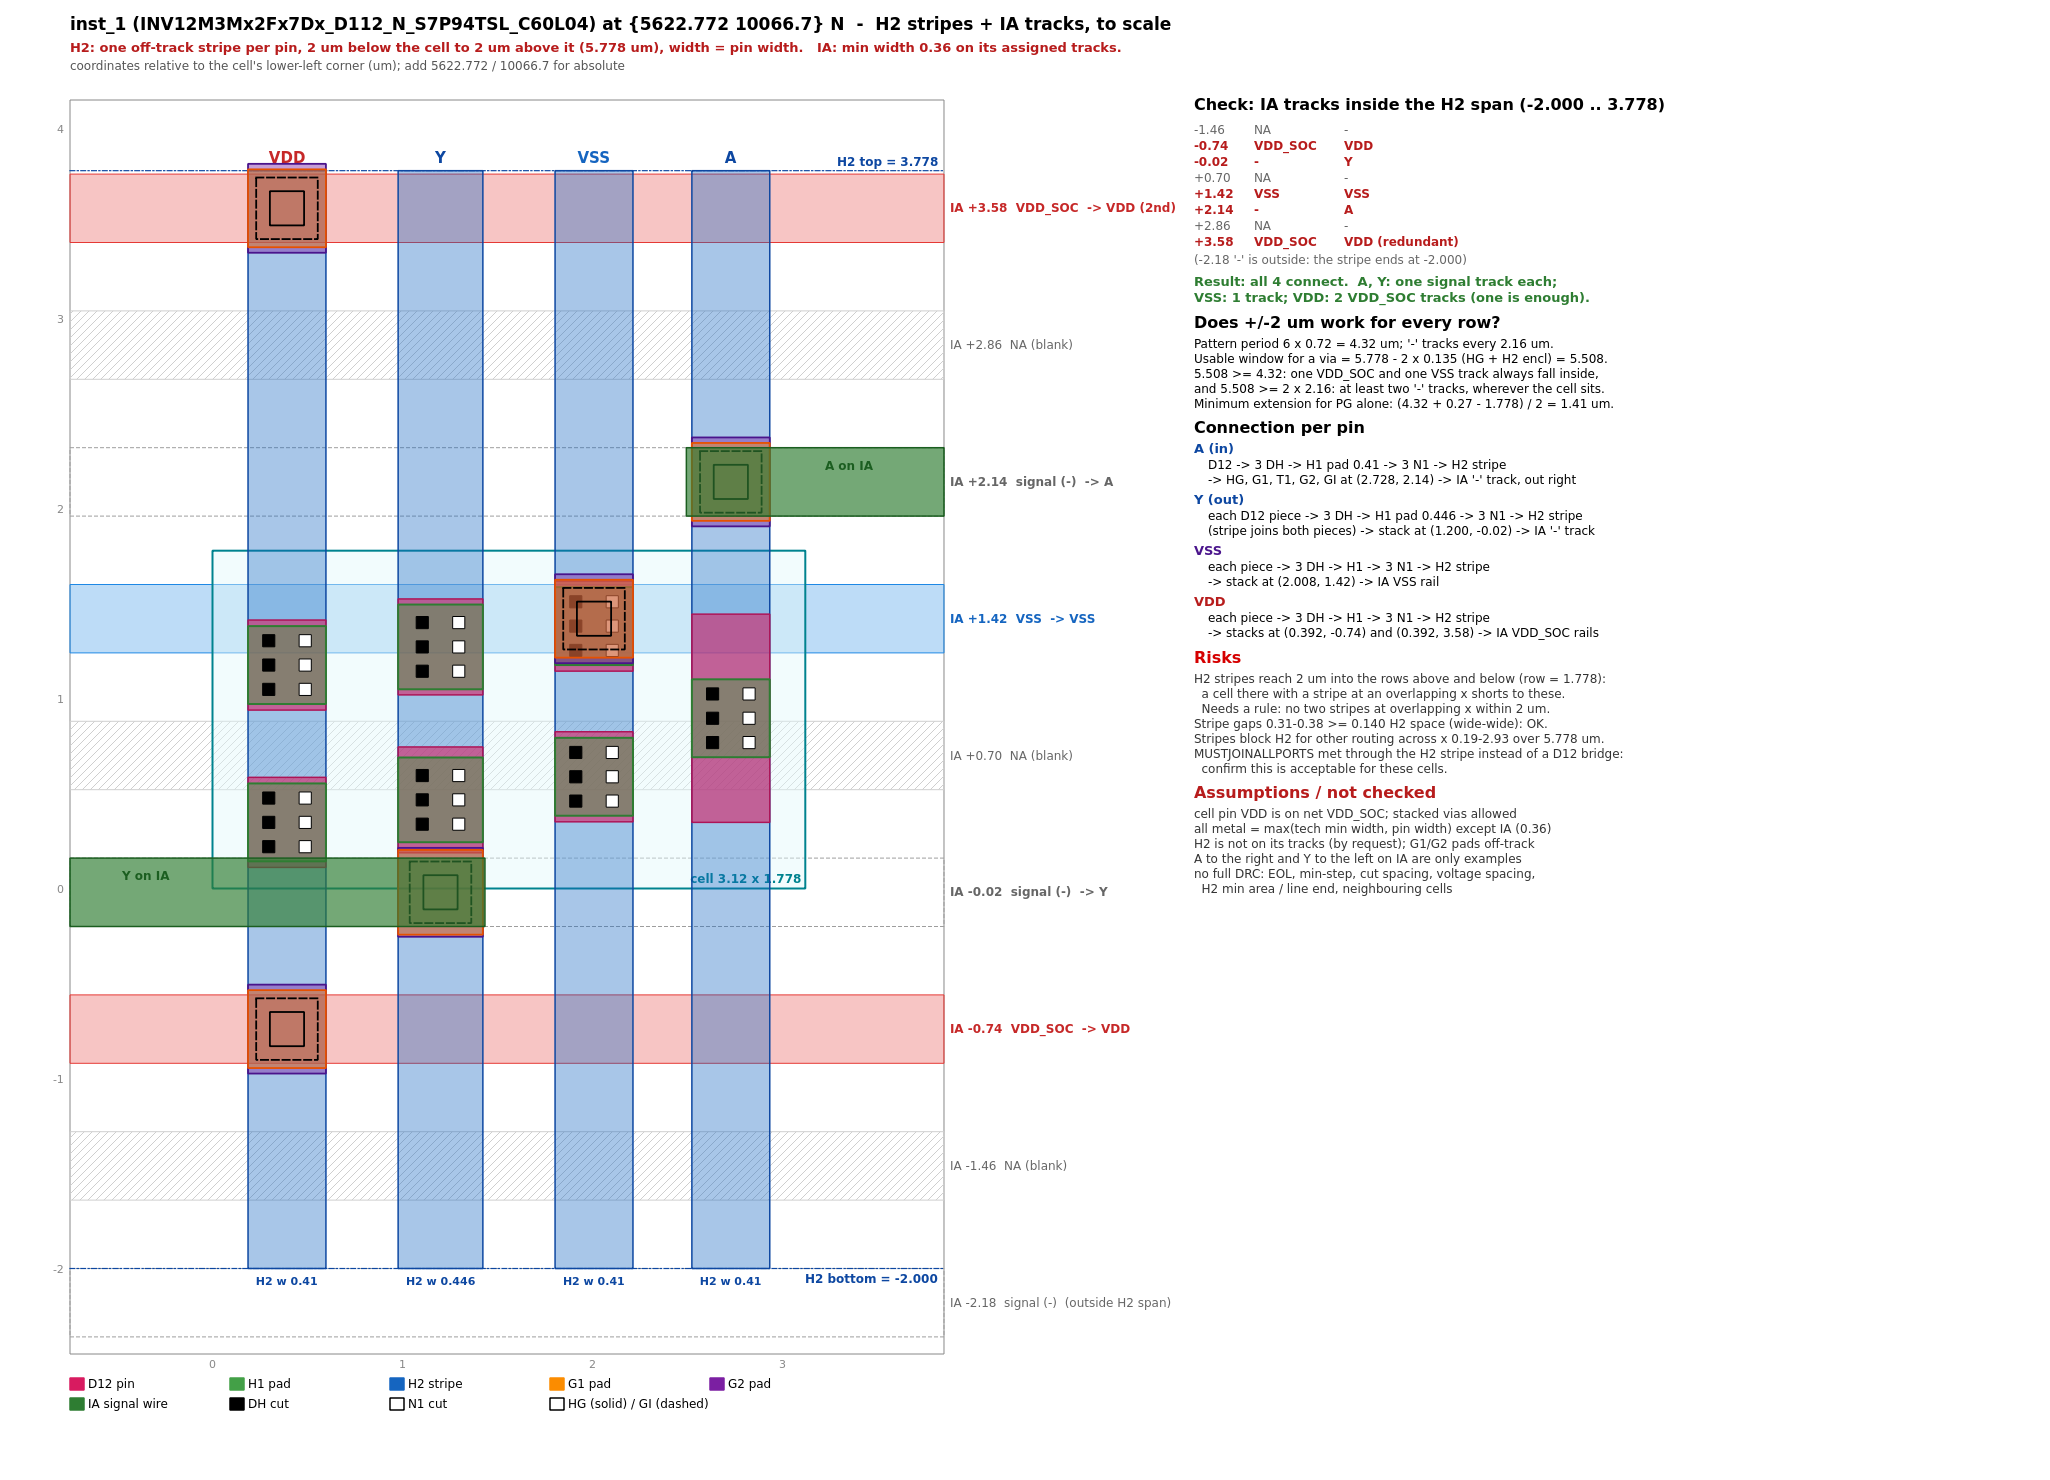 inst_1 (INV12M3Mx2Fx7Dx_D112_N_S7P94TSL_C60L04) at {5622.772 10066.7} N  -  H2 stripes + IA tracks, to scale
H2: one off-track stripe per pin, 2 um below the cell to 2 um above it (5.778 um), width = pin width.   IA: min width 0.36 on its assigned tracks.
coordinates relative to the cell's lower-left corner (um); add 5622.772 / 10066.7 for absolute
4
3
2
1
0
-1
-2
VDD
Y
VSS
A
H2 top = 3.778
IA +3.58  VDD_SOC  -> VDD (2nd)
IA +2.86  NA (blank)
A on IA
IA +2.14  signal (-)  -> A
IA +1.42  VSS  -> VSS
IA +0.70  NA (blank)
Y on IA
cell 3.12 x 1.778
IA -0.02  signal (-)  -> Y
IA -0.74  VDD_SOC  -> VDD
IA -1.46  NA (blank)
H2 w 0.41
H2 w 0.446
H2 w 0.41
H2 w 0.41
H2 bottom = -2.000
IA -2.18  signal (-)  (outside H2 span)
0
1
2
3
D12 pin
H1 pad
H2 stripe
G1 pad
G2 pad
IA signal wire
DH cut
N1 cut
HG (solid) / GI (dashed)
Check: IA tracks inside the H2 span (-2.000 .. 3.778)
-1.46 NA -
-0.74 VDD_SOC VDD
-0.02 - Y
+0.70 NA -
+1.42 VSS VSS
+2.14 - A
+2.86 NA -
+3.58 VDD_SOC VDD (redundant)
(-2.18 '-' is outside: the stripe ends at -2.000)
Result: all 4 connect.  A, Y: one signal track each;
VSS: 1 track; VDD: 2 VDD_SOC tracks (one is enough).
Does +/-2 um work for every row?
Pattern period 6 x 0.72 = 4.32 um; '-' tracks every 2.16 um.
Usable window for a via = 5.778 - 2 x 0.135 (HG + H2 encl) = 5.508.
5.508 >= 4.32: one VDD_SOC and one VSS track always fall inside,
and 5.508 >= 2 x 2.16: at least two '-' tracks, wherever the cell sits.
Minimum extension for PG alone: (4.32 + 0.27 - 1.778) / 2 = 1.41 um.
Connection per pin
A (in)
D12 -> 3 DH -> H1 pad 0.41 -> 3 N1 -> H2 stripe
-> HG, G1, T1, G2, GI at (2.728, 2.14) -> IA '-' track, out right
Y (out)
each D12 piece -> 3 DH -> H1 pad 0.446 -> 3 N1 -> H2 stripe
(stripe joins both pieces) -> stack at (1.200, -0.02) -> IA '-' track
VSS
each piece -> 3 DH -> H1 -> 3 N1 -> H2 stripe
-> stack at (2.008, 1.42) -> IA VSS rail
VDD
each piece -> 3 DH -> H1 -> 3 N1 -> H2 stripe
-> stacks at (0.392, -0.74) and (0.392, 3.58) -> IA VDD_SOC rails
Risks
H2 stripes reach 2 um into the rows above and below (row = 1.778):
a cell there with a stripe at an overlapping x shorts to these.
Needs a rule: no two stripes at overlapping x within 2 um.
Stripe gaps 0.31-0.38 >= 0.140 H2 space (wide-wide): OK.
Stripes block H2 for other routing across x 0.19-2.93 over 5.778 um.
MUSTJOINALLPORTS met through the H2 stripe instead of a D12 bridge:
confirm this is acceptable for these cells.
Assumptions / not checked
cell pin VDD is on net VDD_SOC; stacked vias allowed
all metal = max(tech min width, pin width) except IA (0.36)
H2 is not on its tracks (by request); G1/G2 pads off-track
A to the right and Y to the left on IA are only examples
no full DRC: EOL, min-step, cut spacing, voltage spacing,
H2 min area / line end, neighbouring cells